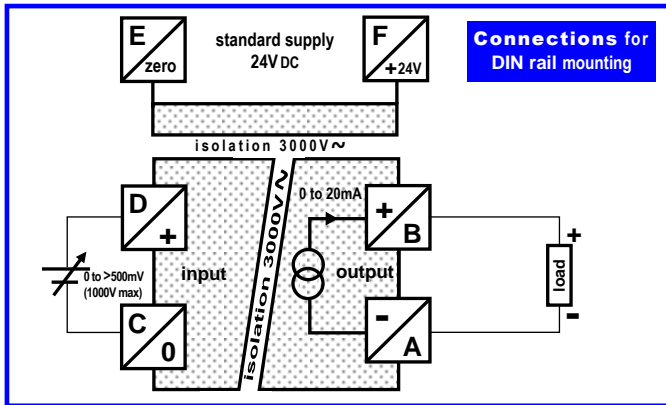 E
zero
standard supply
24V DC
F
+24V
Connections for
DIN rail mounting
isolation 3000V~
isolation 3000V~
D
+
0 to >500mV
(1000V max)
C
0
input
0 to 20mA
output
+
B
-
A
+
load
-